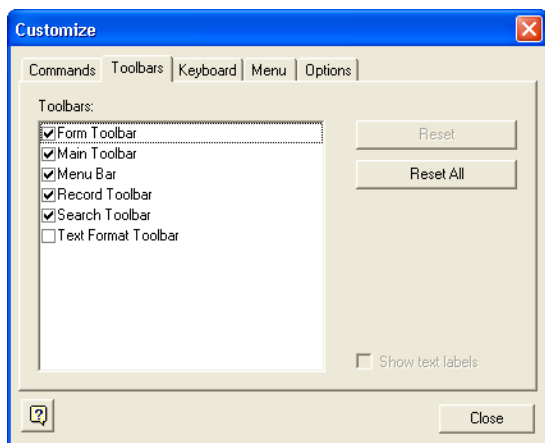 Customize
Commands Toolbars Keyboard Menu Options
Toolbars:
Form Toolbar
Main Toolbar
Menu Bar
Record Toolbar
Search Toolbar
Text Format Toolbar
Reset
Reset All
Show text labels
?
Close